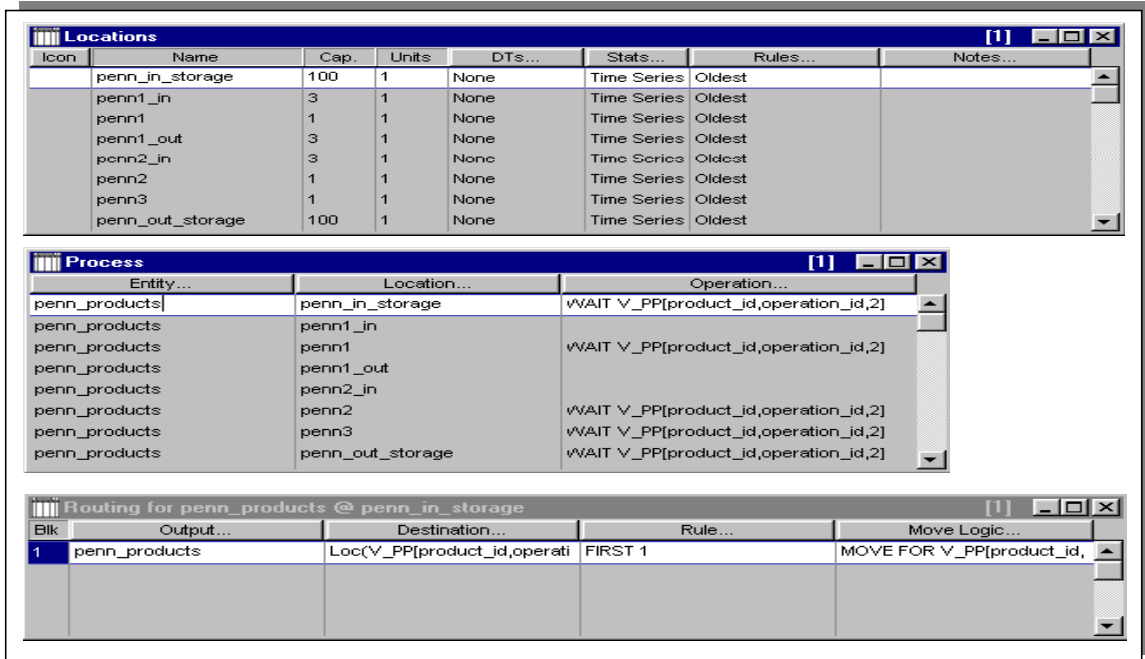 Locations [1]
Icon Name Cap. Units DTs... Stats... Rules... Notes...
penn_in_storage 100 1 None Time Series Oldest
penn1_in 3 1 None Time Series Oldest
penn1 1 1 None Time Series Oldest
penn1_out 3 1 None Time Series Oldest
penn2_in 3 1 None Time Series Oldest
penn2 1 1 None Time Series Oldest
penn3 1 1 None Time Series Oldest
penn_out_storage 100 1 None Time Series Oldest
Process [1]
Entity... Location... Operation...
penn_products penn_in_storage WAIT V_PP[product_id,operation_id,2]
penn_products penn1_in
penn_products penn1 WAIT V_PP[product_id,operation_id,2]
penn_products penn1_out
penn_products penn2_in
penn_products penn2 WAIT V_PP[product_id,operation_id,2]
penn_products penn3 WAIT V_PP[product_id,operation_id,2]
penn_products penn_out_storage WAIT V_PP[product_id,operation_id,2]
Routing for penn_products @ penn_in_storage [1]
Blk Output... Destination... Rule... Move Logic...
1 penn_products Loc(V_PP[product_id,operati FIRST 1 MOVE FOR V_PP[product_id,